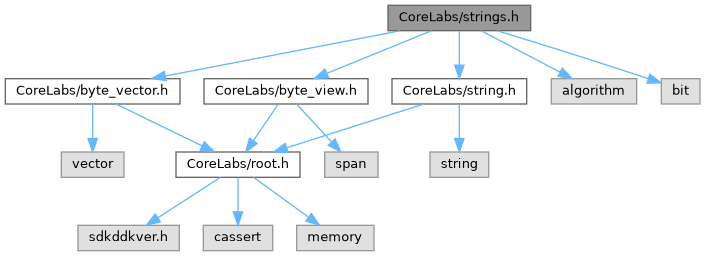 CoreLabs/strings.h
CoreLabs/byte_vector.h
CoreLabs/byte_view.h
CoreLabs/string.h
algorithm
bit
vector
CoreLabs/root.h
span
string
sdkddkver.h
cassert
memory